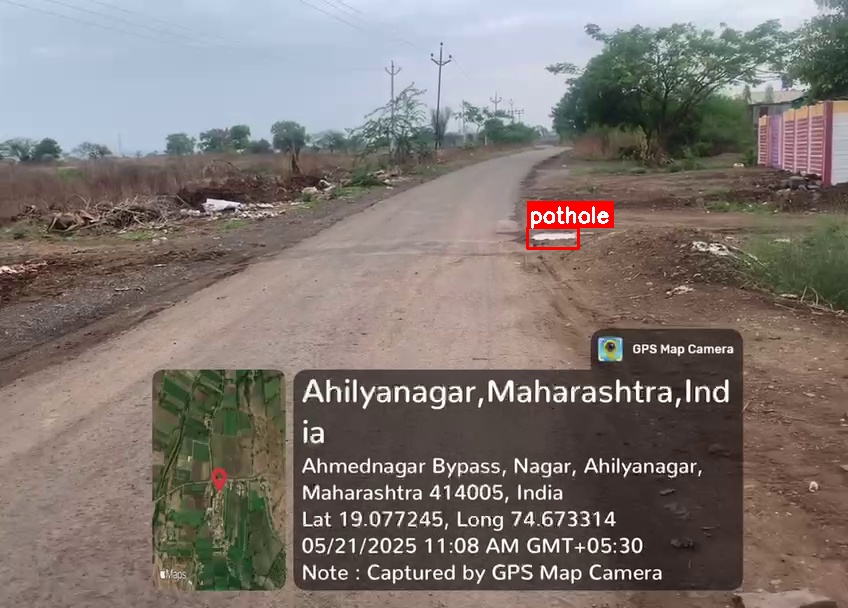 pothole
GPS Map Camera
Ahilyanagar,Maharashtra,Ind
ia
Ahmednagar Bypass, Nagar, Ahilyanagar,
Maharashtra 414005, India
Lat 19.077245, Long 74.673314
05/21/2025 11:08 AM GMT+05:30
Note : Captured by GPS Map Camera
Maps